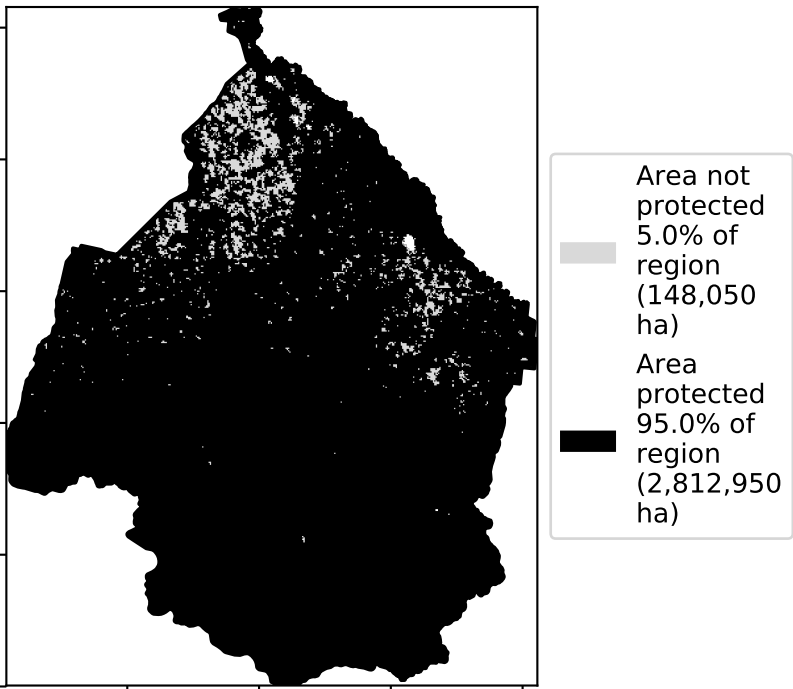 Area not
protected
5.0% of
region
(148,050
ha)
Area
protected
95.0% of
region
(2,812,950
ha)